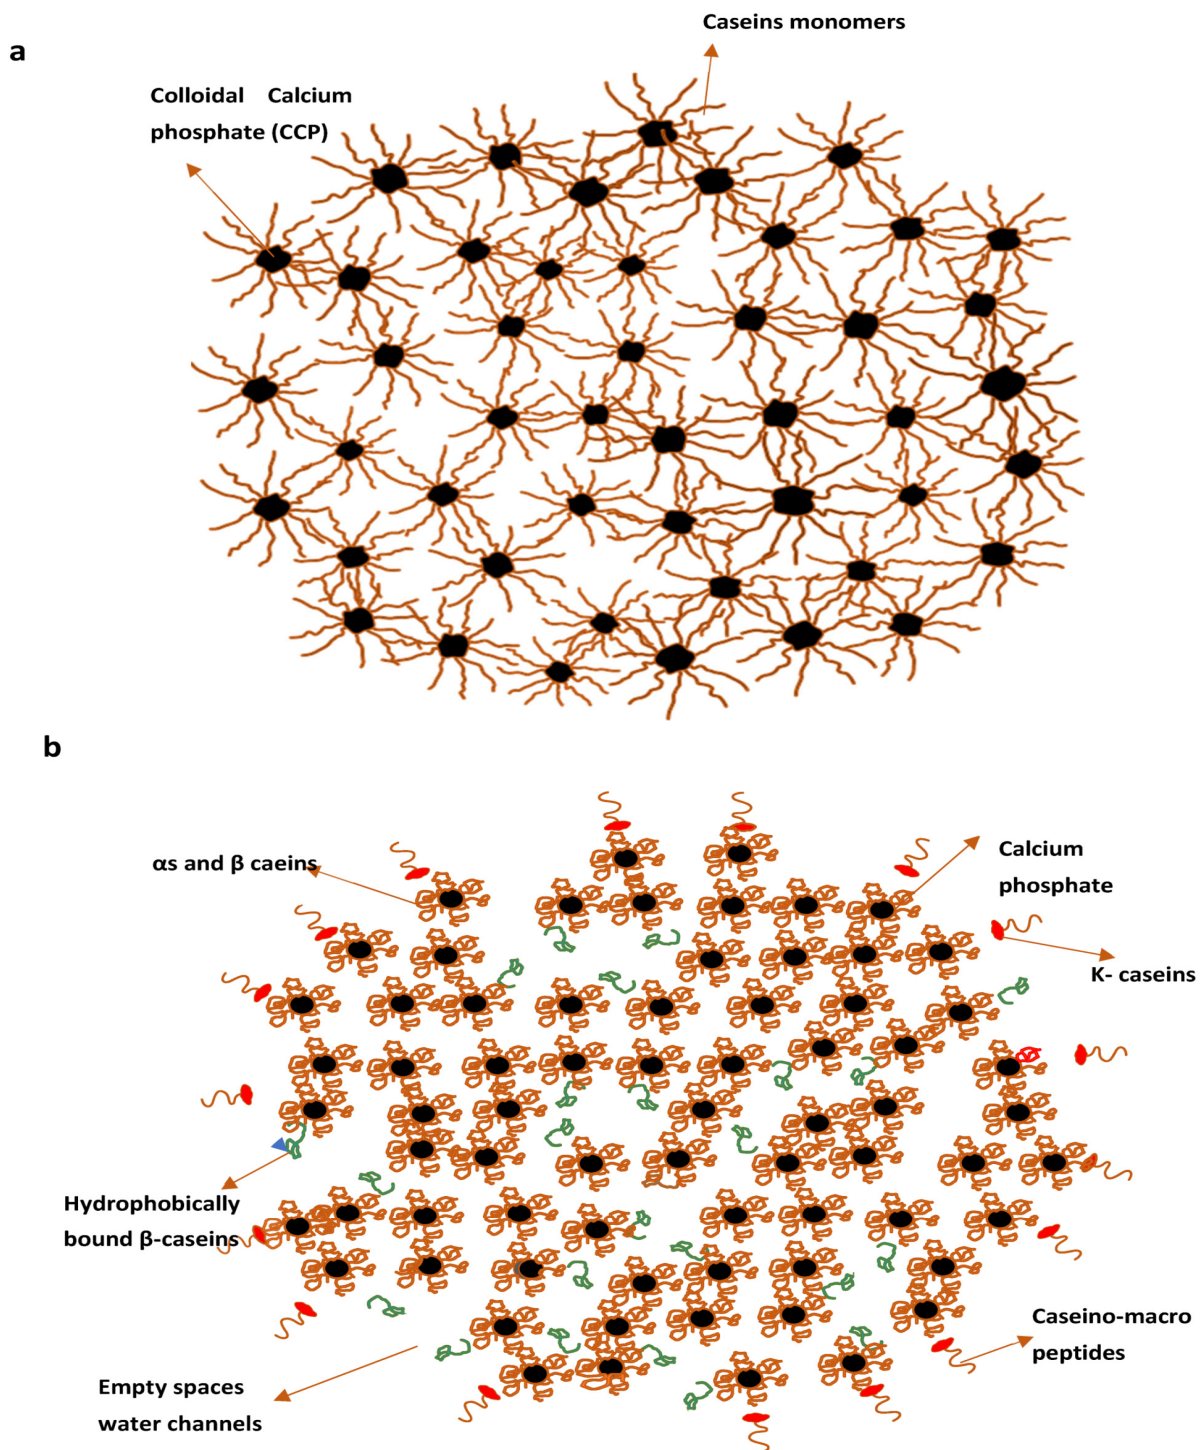 a
Caseins monomers
Colloidal Calcium
phosphate (CCP)
b
αs and β caeins
Calcium
phosphate
K- caseins
Hydrophobically
bound β-caseins
Caseino-macro
peptides
Empty spaces
water channels